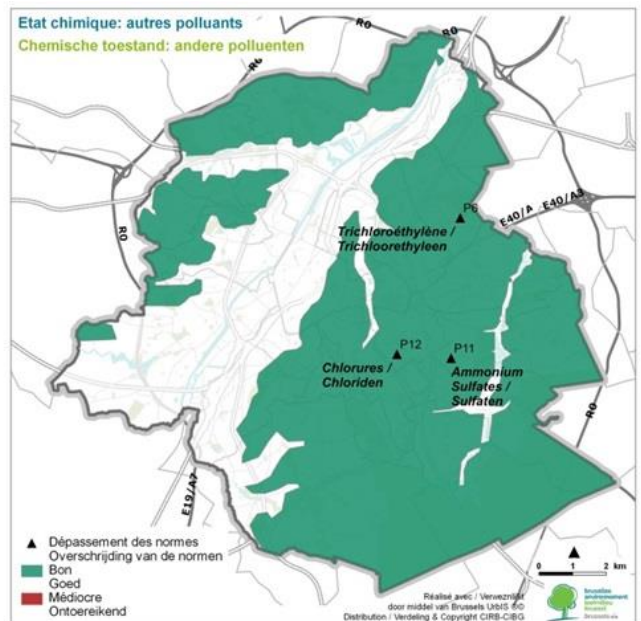 Etat chimique: autres polluants
Chemische toestand: andere polluenten
R0
R0
R0
E40/A
E40/A3
P6
Trichloroéthylène /
Trichloorethyleen
P12
Chlorures /
Chloriden
P11
Ammonium
Sulfates /
Sulfaten
R0
E19/A7
Dépassement des normes
Overschrijding van de normen
Bon
Goed
Médiocre
Ontoereikend
0 1 2 km
Réalisé avec / Verwezenlijkt
door middel van Brussels UrbIS ®©
Distribution / Verdeling & Copyright CIRB-CIBG